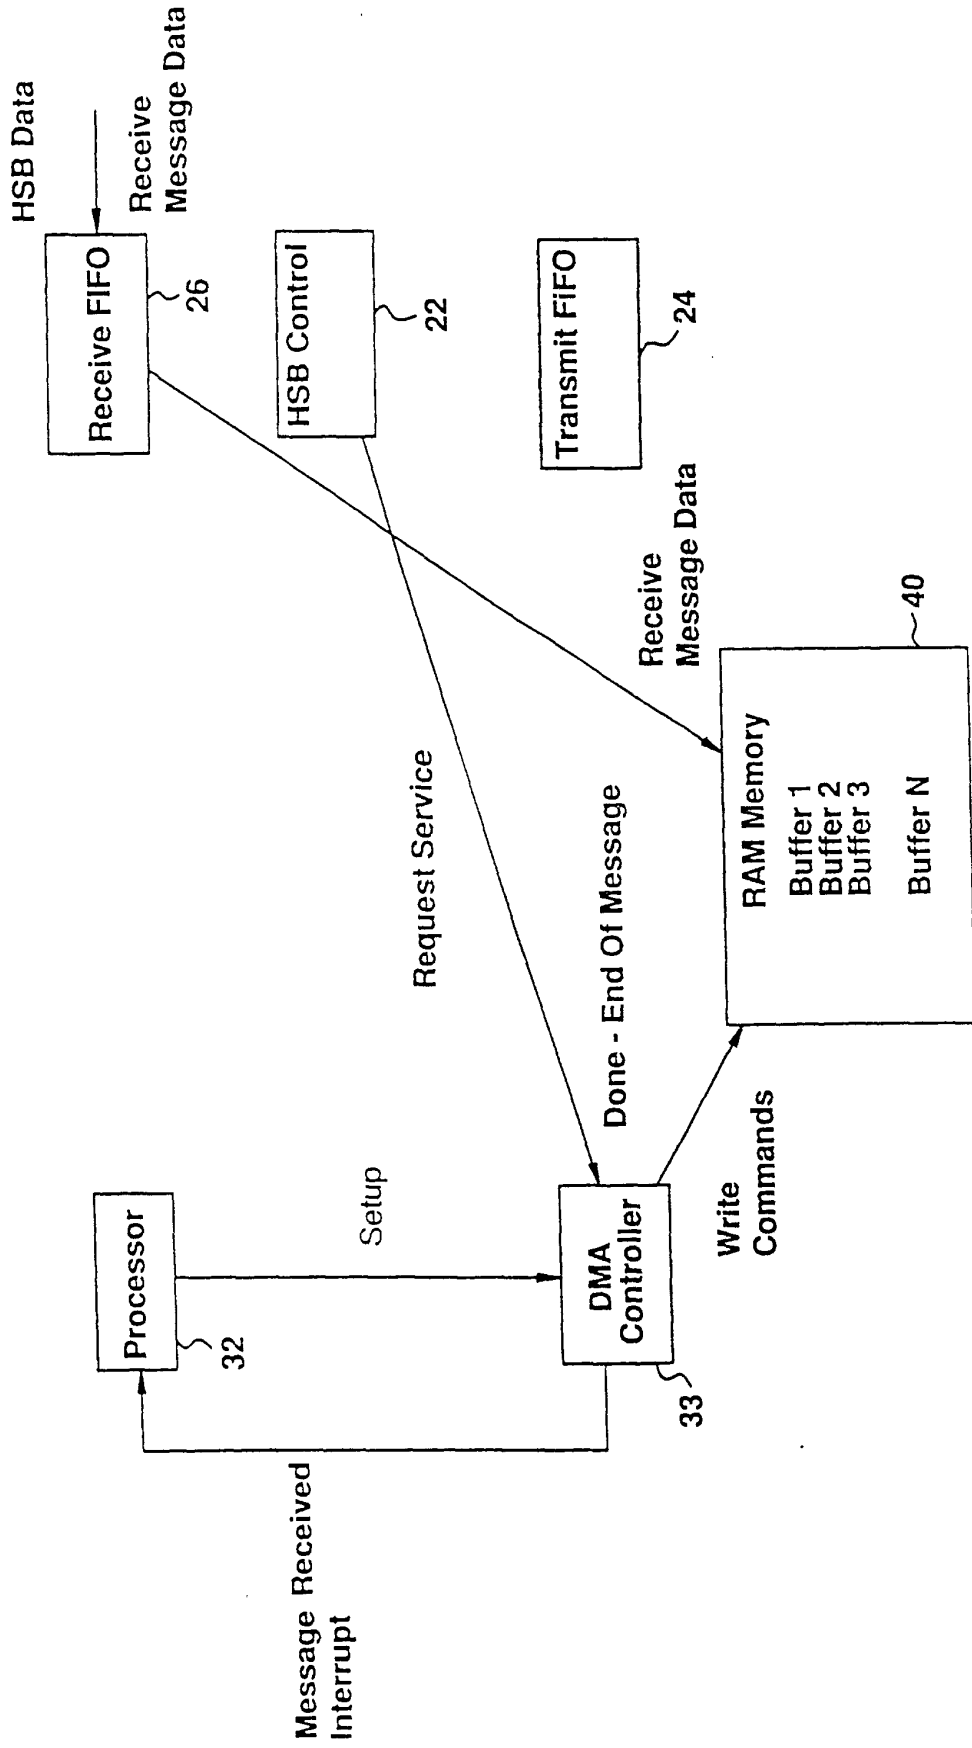 Message Received
Interrupt
Processor
32
Setup
DMA
Controller
33
Write
Commands
Request Service
Done - End Of Message
HSB Data
Receive
Message Data
Receive FIFO
26
HSB Control
22
Transmit FIFO
24
Receive
Message Data
RAM Memory
Buffer 1
Buffer 2
Buffer 3
Buffer N
40